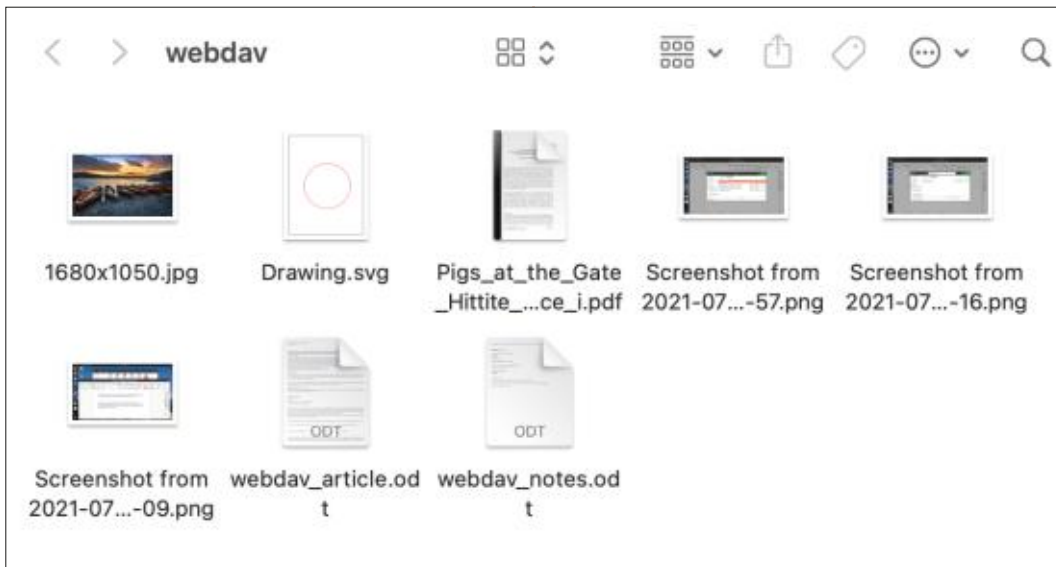 webdav
1680x1050.jpg
Drawing.svg
Pigs_at_the_Gate
_Hittite_...ce_i.pdf
Screenshot from
2021-07...-57.png
Screenshot from
2021-07...-16.png
ODT
ODT
Screenshot from
2021-07...-09.png
webdav_article.od
t
webdav_notes.od
t